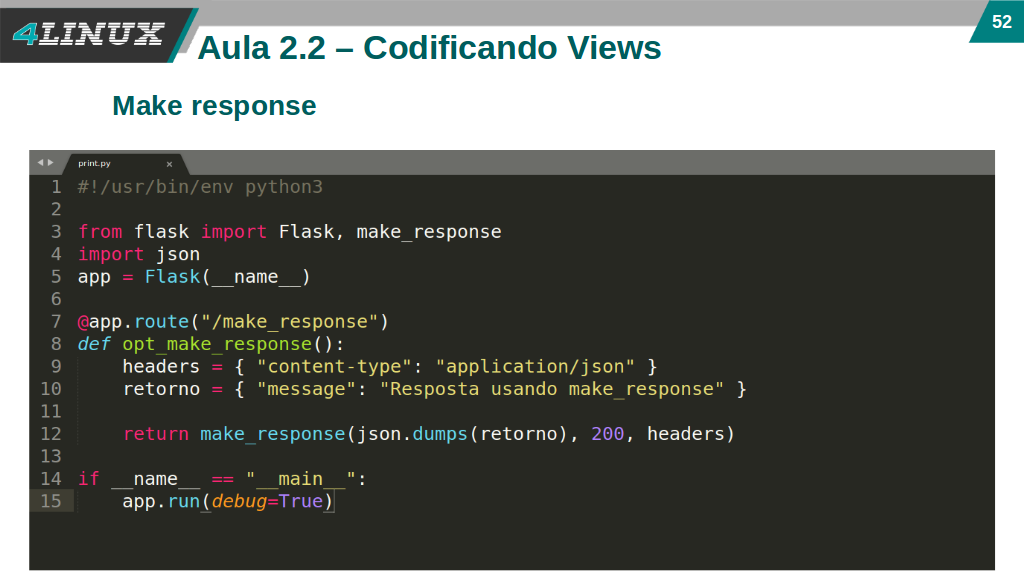 4LINUX
52
Aula 2.2 – Codificando Views
Make response
print.py ×
1 #!/usr/bin/env python3
2
3 from flask import Flask, make_response
4 import json
5 app = Flask(__name__)
6
7 @app.route("/make_response")
8 def opt_make_response():
9     headers = { "content-type": "application/json" }
10     retorno = { "message": "Resposta usando make_response" }
11
12     return make_response(json.dumps(retorno), 200, headers)
13
14 if __name__ == "__main__":
15     app.run(debug=True)